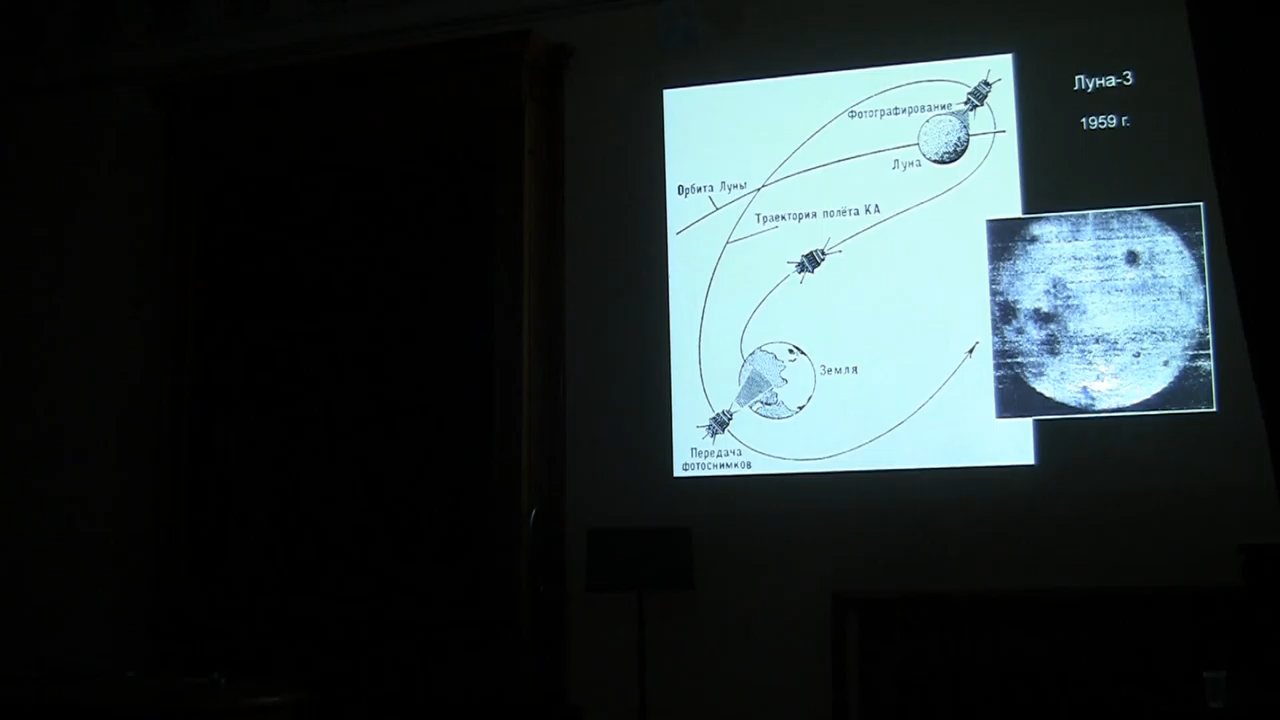 Луна-3
1959 г.
Фотографирование
Луна
Орбита Луны
Траектория полёта КА
Земля
Передача
фотоснимков